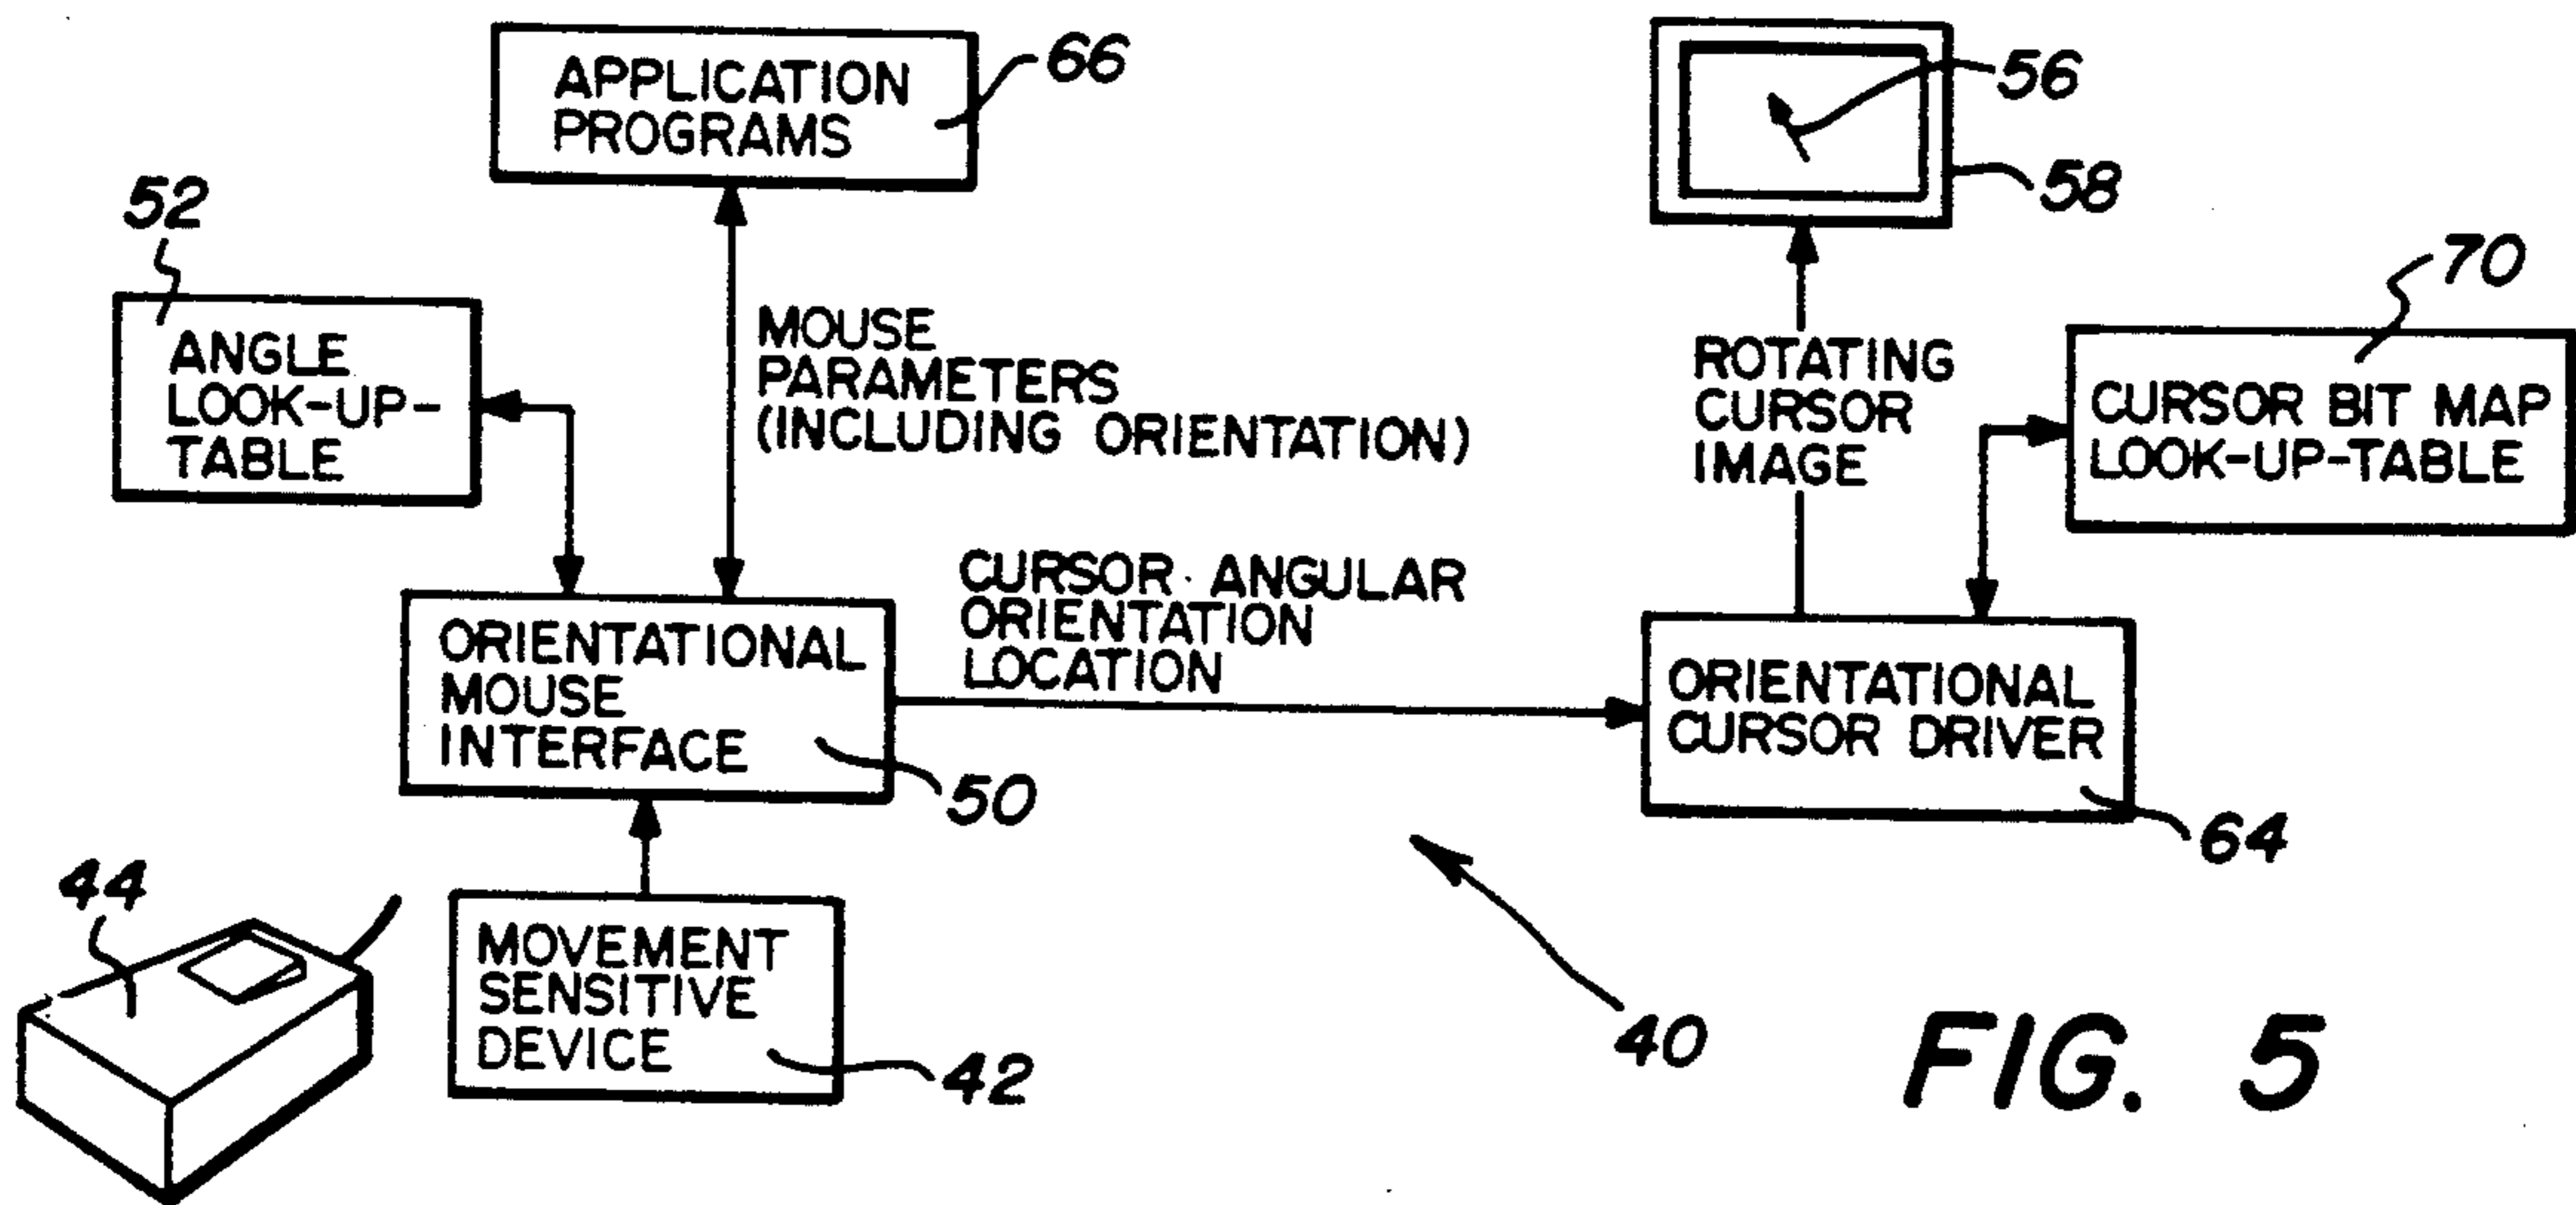 APPLICATION
PROGRAMS
66
56
58
52
ANGLE
LOOK-UP-
TABLE
MOUSE
PARAMETERS
(INCLUDING ORIENTATION)
ROTATING
CURSOR
IMAGE
70
CURSOR BIT MAP
LOOK-UP-TABLE
ORIENTATIONAL
MOUSE
INTERFACE
50
CURSOR ANGULAR
ORIENTATION
LOCATION
ORIENTATIONAL
CURSOR DRIVER
64
44
MOVEMENT
SENSITIVE
DEVICE
42
40
FIG. 5